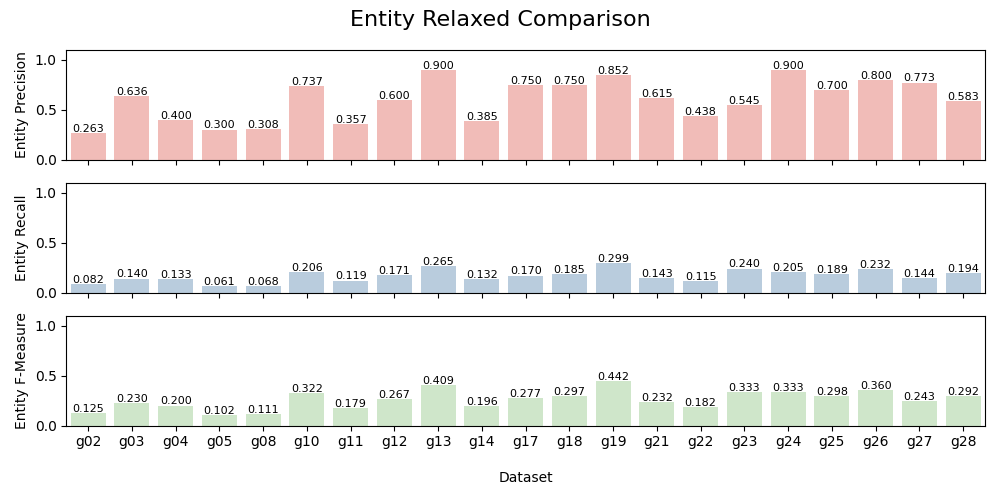 Entity Relaxed Comparison
Entity Precision
1.0
0.5
0.0
0.263 0.636 0.400 0.300 0.308 0.737 0.357 0.600 0.900 0.385 0.750 0.750 0.852 0.615 0.438 0.545 0.900 0.700 0.800 0.773 0.583
Entity Recall
1.0
0.5
0.0
0.082 0.140 0.133 0.061 0.068 0.206 0.119 0.171 0.265 0.132 0.170 0.185 0.299 0.143 0.115 0.240 0.205 0.189 0.232 0.144 0.194
Entity F-Measure
1.0
0.5
0.0
0.125 0.230 0.200 0.102 0.111 0.322 0.179 0.267 0.409 0.196 0.277 0.297 0.442 0.232 0.182 0.333 0.333 0.298 0.360 0.243 0.292
g02 g03 g04 g05 g08 g10 g11 g12 g13 g14 g17 g18 g19 g21 g22 g23 g24 g25 g26 g27 g28
Dataset